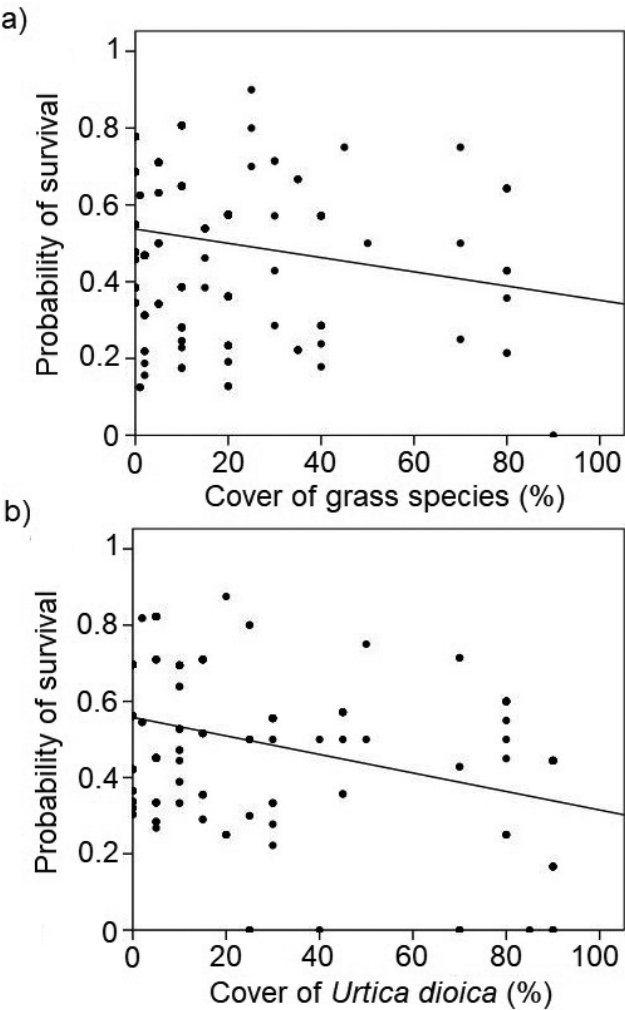 a)
Probability of survival
1
0.8
0.6
0.4
0.2
0
0 20 40 60 80 100
Cover of grass species (%)
b)
Probability of survival
1
0.8
0.6
0.4
0.2
0
0 20 40 60 80 100
Cover of Urtica dioica (%)